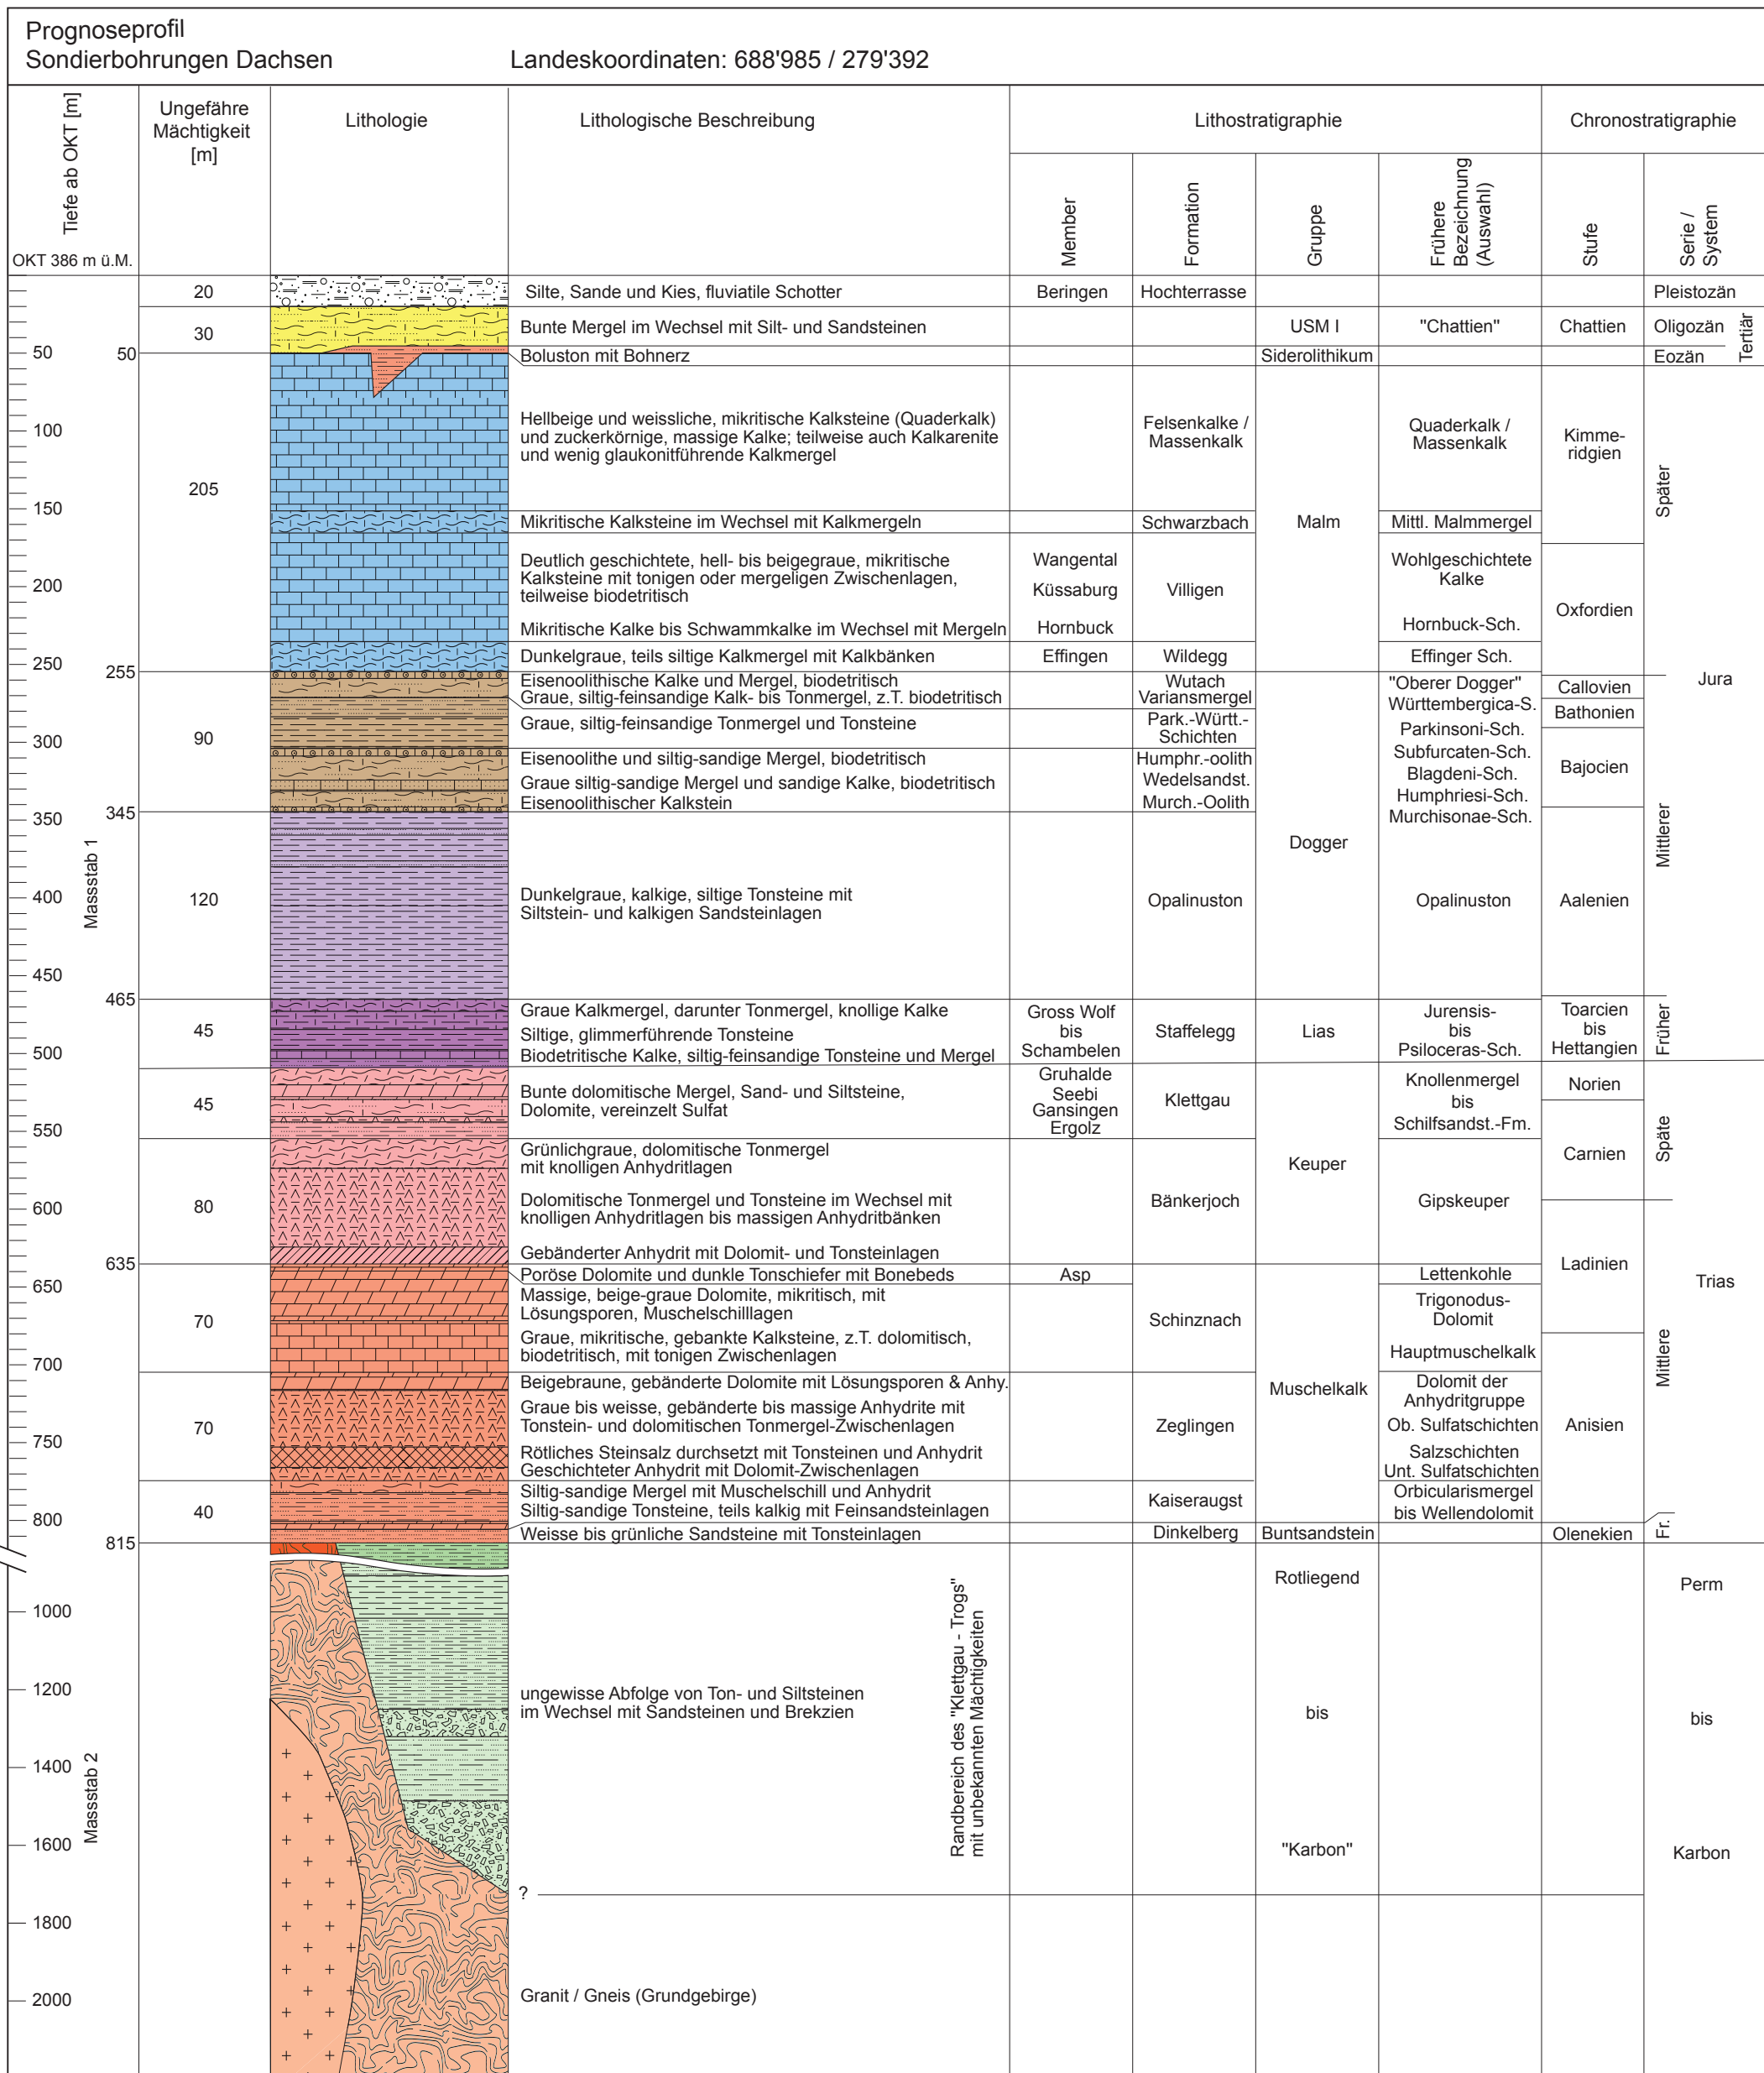 Prognoseprofil
Sondierbohrungen Dachsen
Landeskoordinaten: 688'985 / 279'392
Tiefe ab OKT [m]
OKT 386 m ü.M.
Ungefähre
Mächtigkeit
[m]
Lithologie
Lithologische Beschreibung
Lithostratigraphie
Chronostratigraphie
Member
Formation
Gruppe
Frühere
Bezeichnung
(Auswahl)
Stufe
Serie /
System
20
Silte, Sande und Kies, fluviatile Schotter
Beringen
Hochterrasse
Pleistozän
30
Bunte Mergel im Wechsel mit Silt- und Sandsteinen
USM I
"Chattien"
Chattien
Oligozän
Tertiär
50
50
Boluston mit Bohnerz
Siderolithikum
Eozän
100
150
200
250
205
Hellbeige und weissliche, mikritische Kalksteine (Quaderkalk)
und zuckerkörnige, massige Kalke; teilweise auch Kalkarenite
und wenig glaukonitführende Kalkmergel
Felsenkalke /
Massenkalk
Malm
Quaderkalk /
Massenkalk
Kimme-
ridgien
Später
Jura
Mikritische Kalksteine im Wechsel mit Kalkmergeln
Schwarzbach
Mittl. Malmmergel
Deutlich geschichtete, hell- bis beigegraue, mikritische
Kalksteine mit tonigen oder mergeligen Zwischenlagen,
teilweise biodetritisch
Wangental
Küssaburg
Villigen
Wohlgeschichtete
Kalke
Oxfordien
Mikritische Kalke bis Schwammkalke im Wechsel mit Mergeln
Hornbuck
Hornbuck-Sch.
Dunkelgraue, teils siltige Kalkmergel mit Kalkbänken
Effingen
Wildegg
Effinger Sch.
255
300
90
Eisenoolithische Kalke und Mergel, biodetritisch
Wutach
"Oberer Dogger"
Callovien
Graue, siltig-feinsandige Kalk- bis Tonmergel, z.T. biodetritisch
Variansmergel
Württembergica-S.
Bathonien
Graue, siltig-feinsandige Tonmergel und Tonsteine
Park.-Württ.-
Schichten
Parkinsoni-Sch.
Eisenoolithe und siltig-sandige Mergel, biodetritisch
Humphr.-oolith
Subfurcaten-Sch.
Bajocien
Graue siltig-sandige Mergel und sandige Kalke, biodetritisch
Wedelsandst.
Blagdeni-Sch.
Humphriesi-Sch.
Eisenoolithischer Kalkstein
Murch.-Oolith
Murchisonae-Sch.
345
350
400
450
Massstab 1
120
Dunkelgraue, kalkige, siltige Tonsteine mit
Siltstein- und kalkigen Sandsteinlagen
Opalinuston
Dogger
Opalinuston
Aalenien
Mittlerer
465
500
45
Graue Kalkmergel, darunter Tonmergel, knollige Kalke
Siltige, glimmerführende Tonsteine
Biodetritische Kalke, siltig-feinsandige Tonsteine und Mergel
Gross Wolf
bis
Schambelen
Staffelegg
Lias
Jurensis-
bis
Psiloceras-Sch.
Toarcien
bis
Hettangien
Früher
550
45
Bunte dolomitische Mergel, Sand- und Siltsteine,
Dolomite, vereinzelt Sulfat
Gruhalde
Seebi
Gansingen
Ergolz
Klettgau
Keuper
Knollenmergel
bis
Schilfsandst.-Fm.
Norien
Carnien
Späte
Trias
600
80
Grünlichgraue, dolomitische Tonmergel
mit knolligen Anhydritlagen
Dolomitische Tonmergel und Tonsteine im Wechsel mit
knolligen Anhydritlagen bis massigen Anhydritbänken
Gebänderter Anhydrit mit Dolomit- und Tonsteinlagen
Bänkerjoch
Gipskeuper
Ladinien
635
650
700
70
Poröse Dolomite und dunkle Tonschiefer mit Bonebeds
Asp
Lettenkohle
Massige, beige-graue Dolomite, mikritisch, mit
Lösungsporen, Muschelschilllagen
Schinznach
Trigonodus-
Dolomit
Graue, mikritische, gebankte Kalksteine, z.T. dolomitisch,
biodetritisch, mit tonigen Zwischenlagen
Hauptmuschelkalk
Muschelkalk
Mittlere
750
70
Beigebraune, gebänderte Dolomite mit Lösungsporen & Anhy.
Dolomit der
Anhydritgruppe
Graue bis weisse, gebänderte bis massige Anhydrite mit
Tonstein- und dolomitischen Tonmergel-Zwischenlagen
Zeglingen
Ob. Sulfatschichten
Anisien
Rötliches Steinsalz durchsetzt mit Tonsteinen und Anhydrit
Salzschichten
Geschichteter Anhydrit mit Dolomit-Zwischenlagen
Unt. Sulfatschichten
800
40
Siltig-sandige Mergel mit Muschelschill und Anhydrit
Siltig-sandige Tonsteine, teils kalkig mit Feinsandsteinlagen
Kaiseraugst
Orbicularismergel
bis Wellendolomit
Weisse bis grünliche Sandsteine mit Tonsteinlagen
Dinkelberg
Buntsandstein
Olenekien
Fr.
815
1000
1200
1400
1600
1800
2000
Massstab 2
ungewisse Abfolge von Ton- und Siltsteinen
im Wechsel mit Sandsteinen und Brekzien
Randbereich des "Klettgau - Trogs"
mit unbekannten Mächtigkeiten
Rotliegend
bis
"Karbon"
Perm
bis
Karbon
?
Granit / Gneis (Grundgebirge)